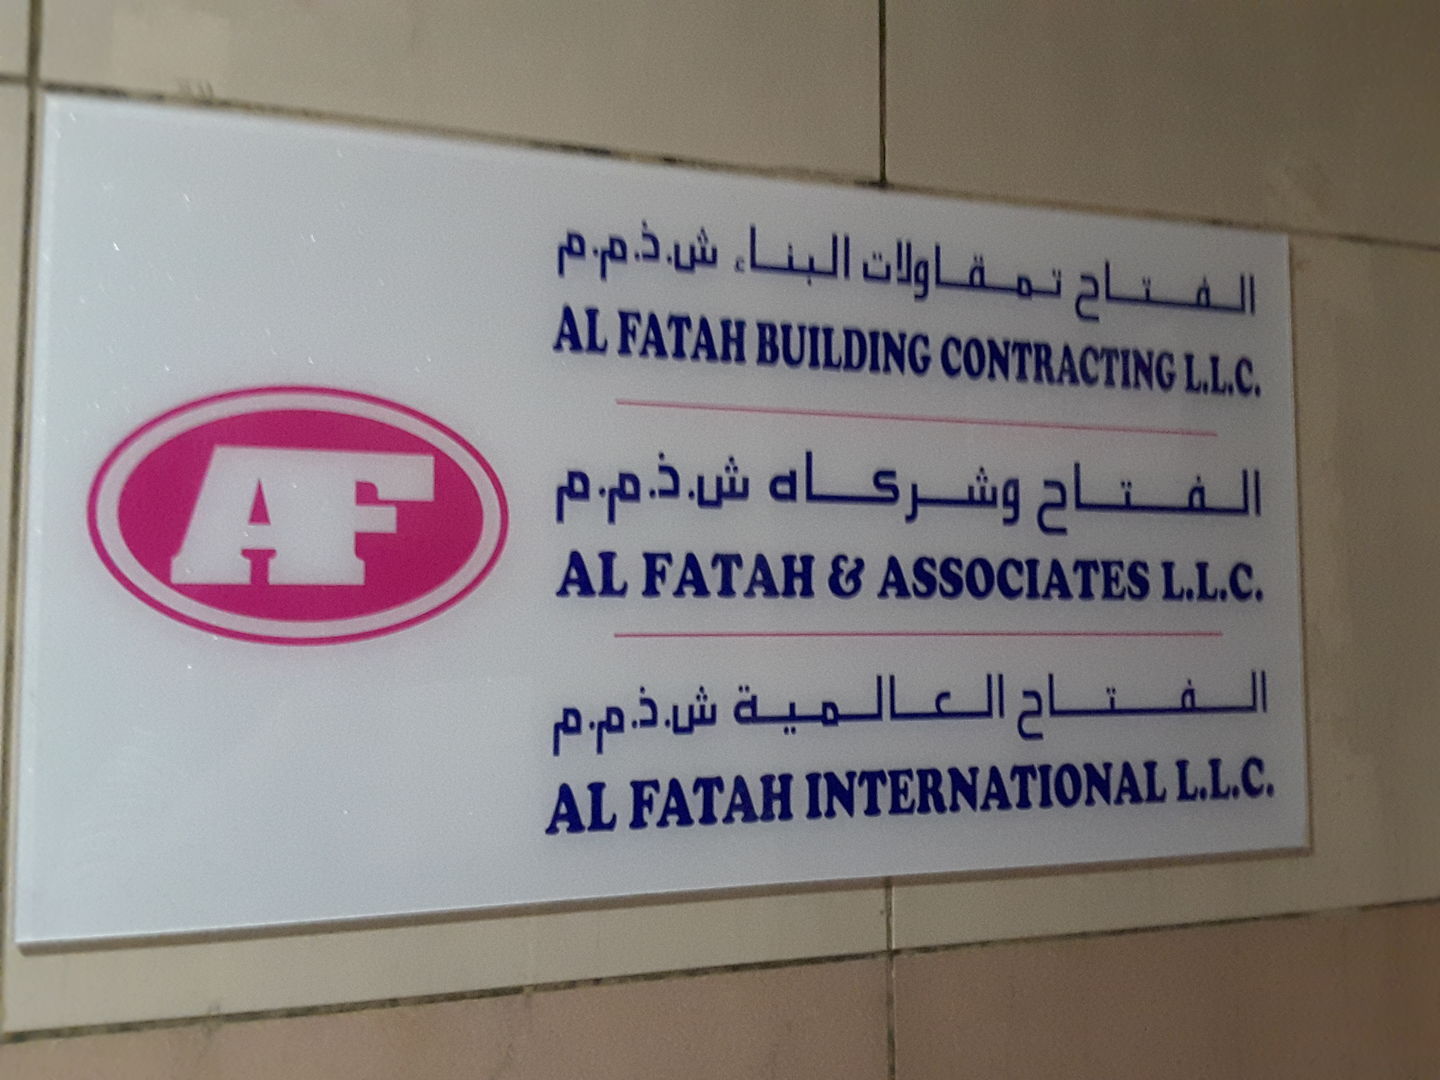 AF
الفتاح تمقاولات البناء ش.ذ.م.م
AL FATAH BUILDING CONTRACTING L.L.C.
الفتاح وشركاه ش.ذ.م.م
AL FATAH & ASSOCIATES L.L.C.
الفتاح العالمية ش.ذ.م.م
AL FATAH INTERNATIONAL L.L.C.